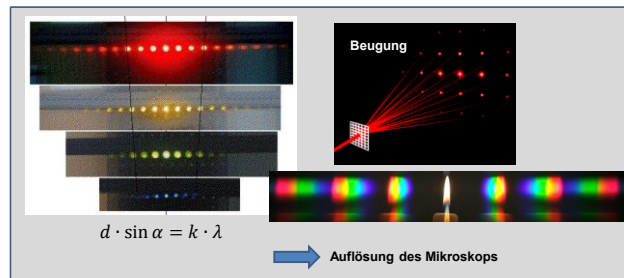 Beugung
d · sin α = k · λ
Auflösung des Mikroskops